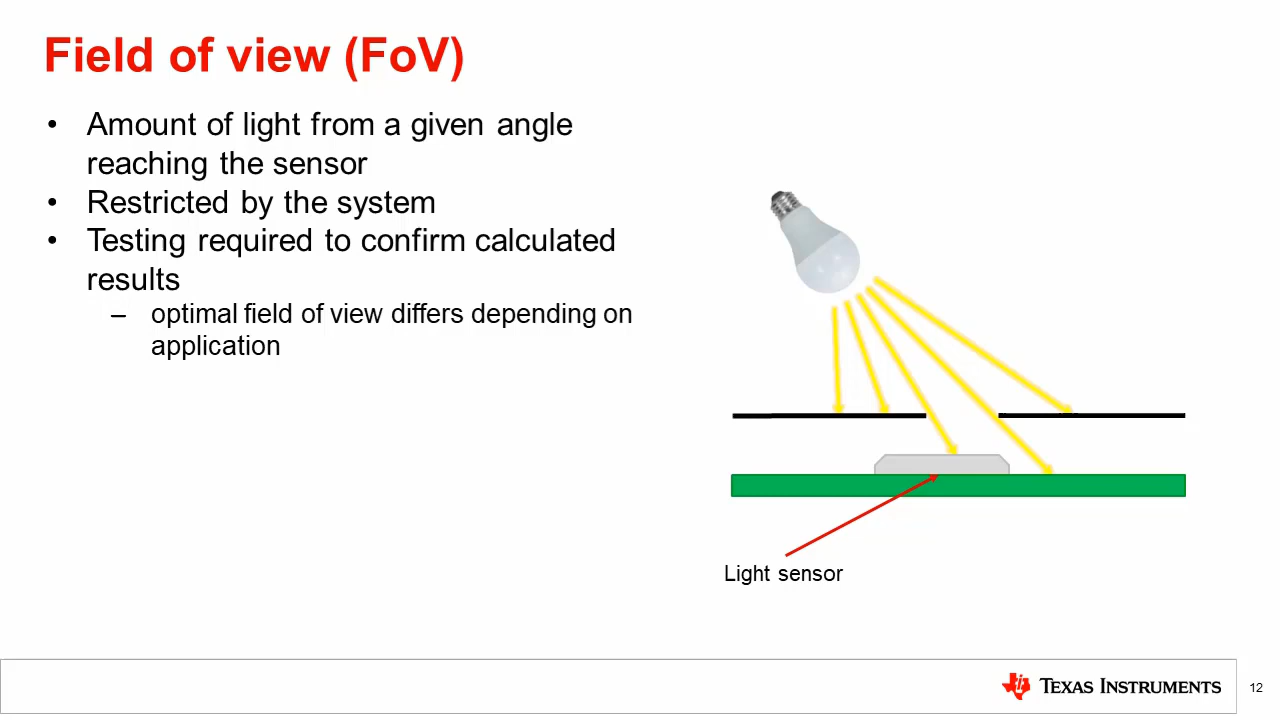 Field of view (FoV)
• Amount of light from a given angle
reaching the sensor
• Restricted by the system
• Testing required to confirm calculated
results
– optimal field of view differs depending on
application
Light sensor
TEXAS INSTRUMENTS
12